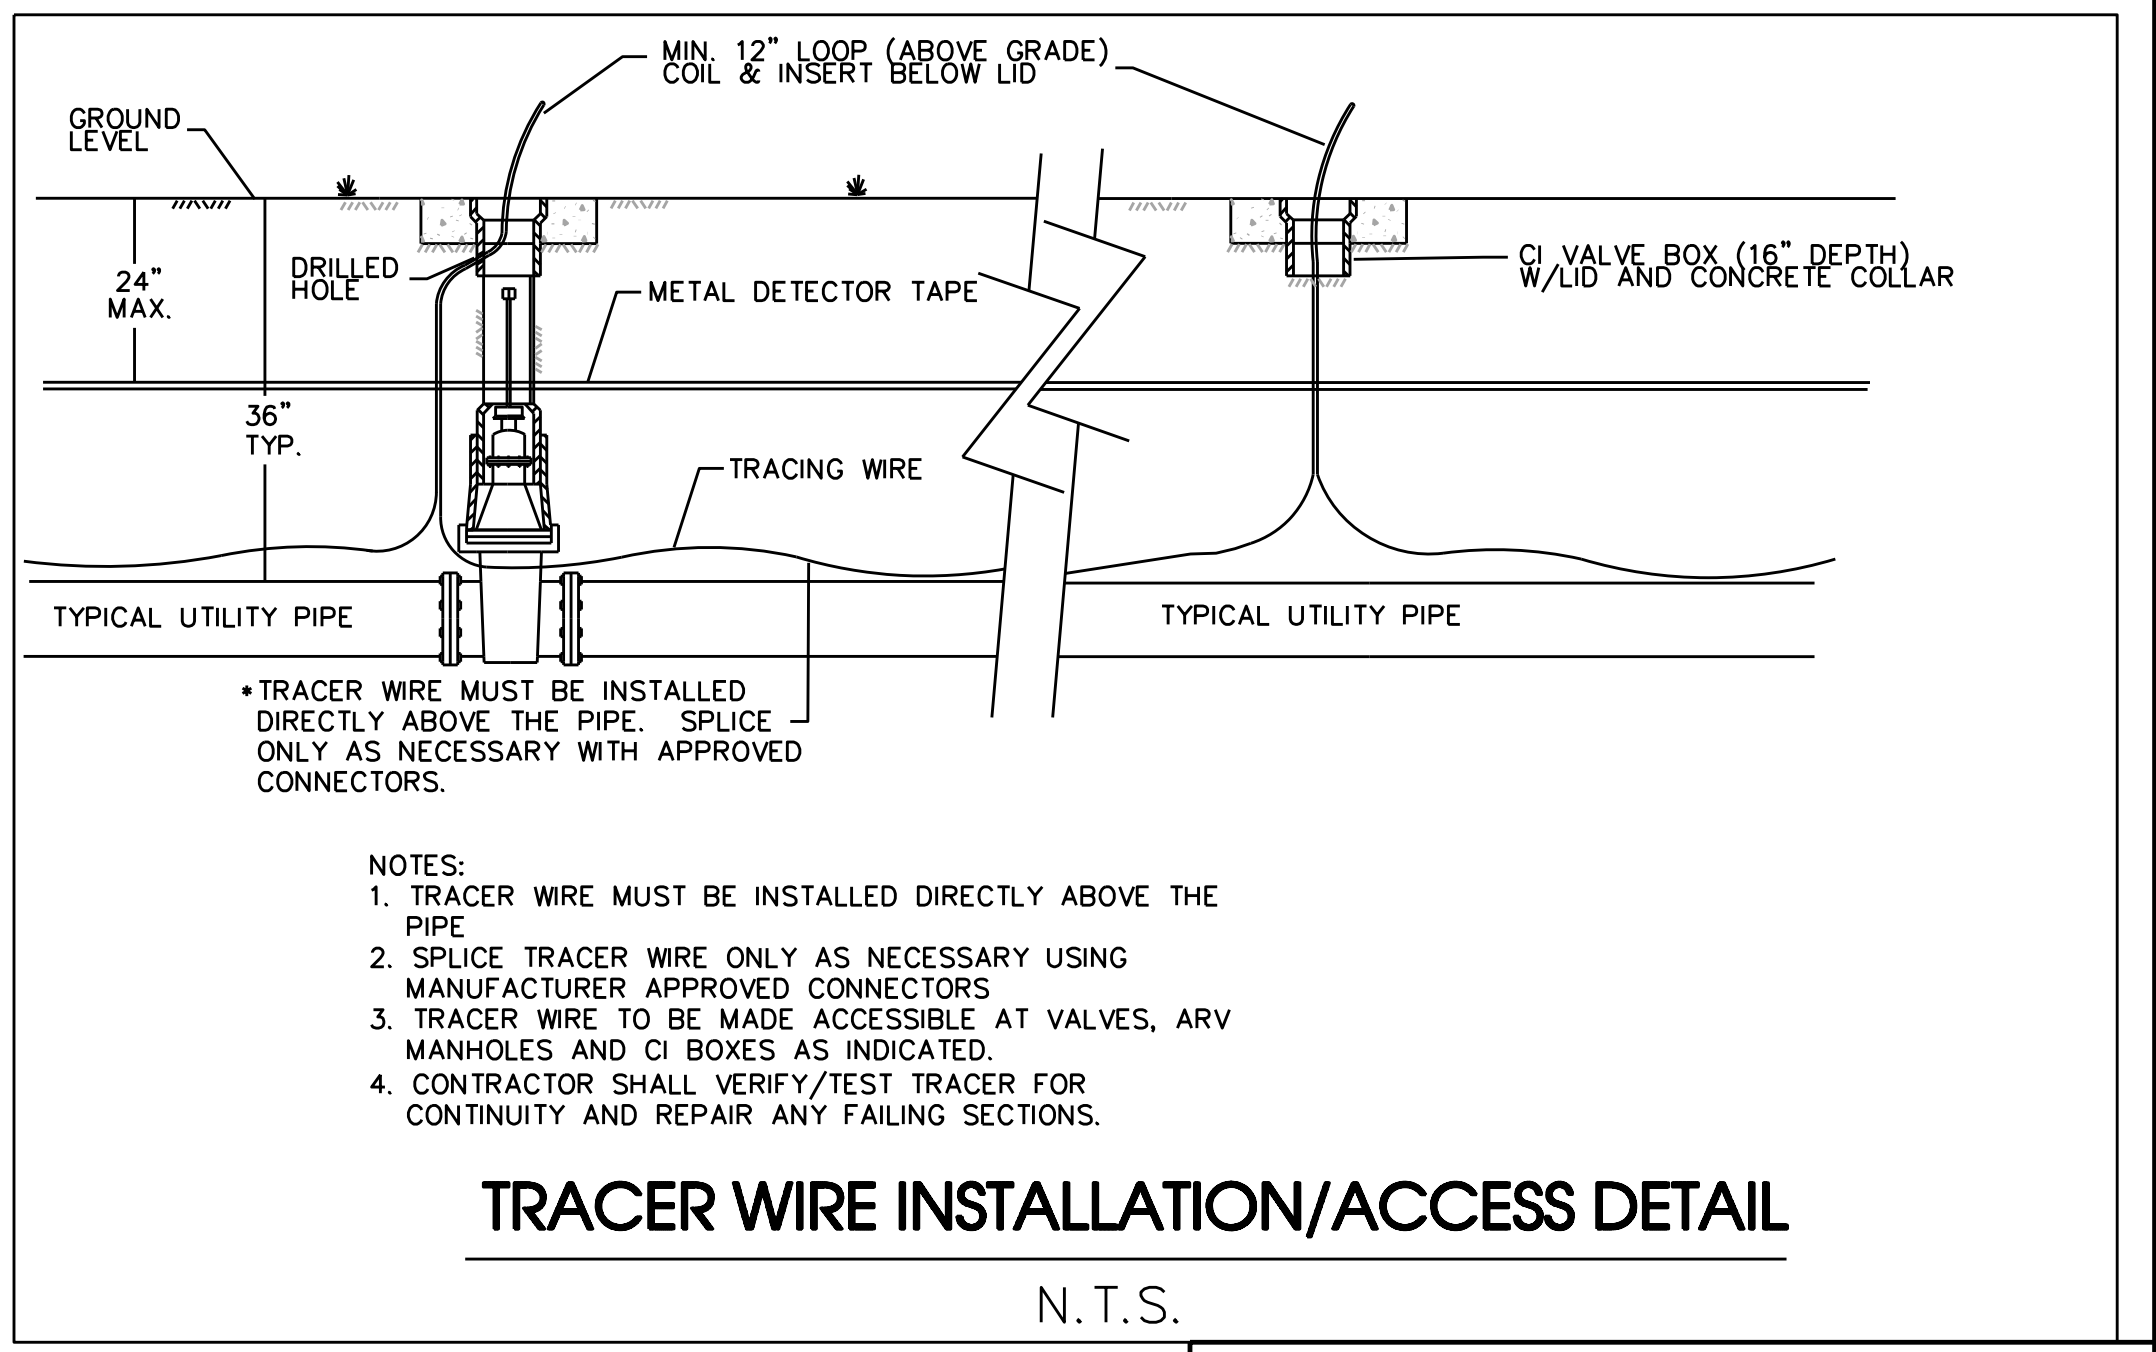 MIN. 12" LOOP (ABOVE GRADE)
COIL & INSERT BELOW LID
GROUND
LEVEL
DRILLED
HOLE
24"
MAX.
METAL DETECTOR TAPE
CI VALVE BOX (16" DEPTH)
W/LID AND CONCRETE COLLAR
36"
TYP.
TRACING WIRE
TYPICAL UTILITY PIPE
TYPICAL UTILITY PIPE
*TRACER WIRE MUST BE INSTALLED
DIRECTLY ABOVE THE PIPE. SPLICE
ONLY AS NECESSARY WITH APPROVED
CONNECTORS.
NOTES:
1. TRACER WIRE MUST BE INSTALLED DIRECTLY ABOVE THE
PIPE
2. SPLICE TRACER WIRE ONLY AS NECESSARY USING
MANUFACTURER APPROVED CONNECTORS
3. TRACER WIRE TO BE MADE ACCESSIBLE AT VALVES, ARV
MANHOLES AND CI BOXES AS INDICATED.
4. CONTRACTOR SHALL VERIFY/TEST TRACER FOR
CONTINUITY AND REPAIR ANY FAILING SECTIONS.
TRACER WIRE INSTALLATION/ACCESS DETAIL
N.T.S.